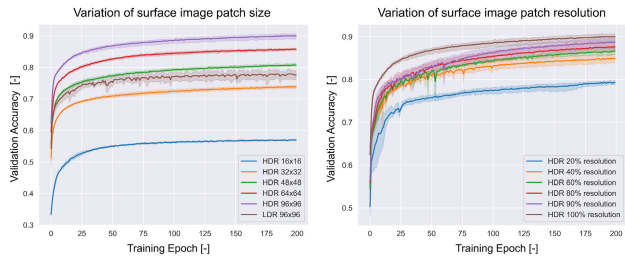 Variation of surface image patch size
Validation Accuracy [-]
0.9
0.8
0.7
0.6
0.5
0.4
0.3
0
25
50
75
100
125
150
175
200
Training Epoch [-]
HDR 16x16
HDR 32x32
HDR 48x48
HDR 64x64
HDR 96x96
LDR 96x96
Variation of surface image patch resolution
Validation Accuracy [-]
0.9
0.8
0.7
0.6
0.5
0
25
50
75
100
125
150
175
200
Training Epoch [-]
HDR 20% resolution
HDR 40% resolution
HDR 60% resolution
HDR 80% resolution
HDR 90% resolution
HDR 100% resolution